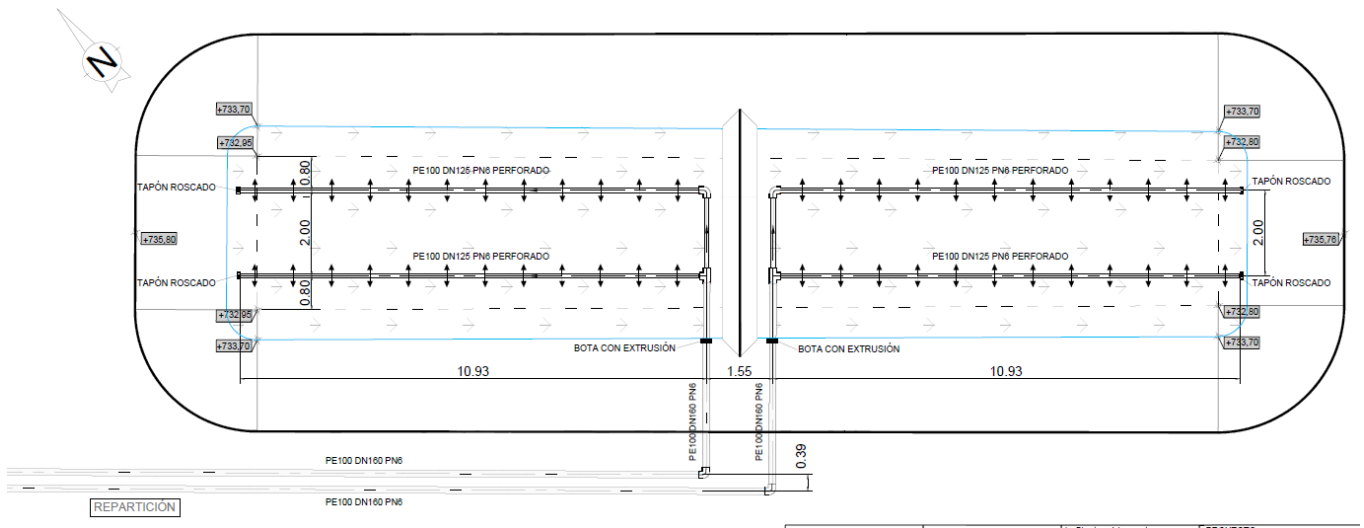 N
+733,70
+733,70
+732,95
+732,80
0.80
PE100 DN125 PN6 PERFORADO
PE100 DN125 PN6 PERFORADO
TAPÓN ROSCADO
TAPÓN ROSCADO
+735,80
2.00
2.00
+735,76
PE100 DN125 PN6 PERFORADO
PE100 DN125 PN6 PERFORADO
TAPÓN ROSCADO
TAPÓN ROSCADO
0.80
+732,95
+732,80
+733,70
+733,70
BOTA CON EXTRUSIÓN
BOTA CON EXTRUSIÓN
10.93
1.55
10.93
PE100 DN160 PN6
PE100 DN160 PN6
0.39
PE100 DN160 PN6
PE100 DN160 PN6
REPARTICIÓN